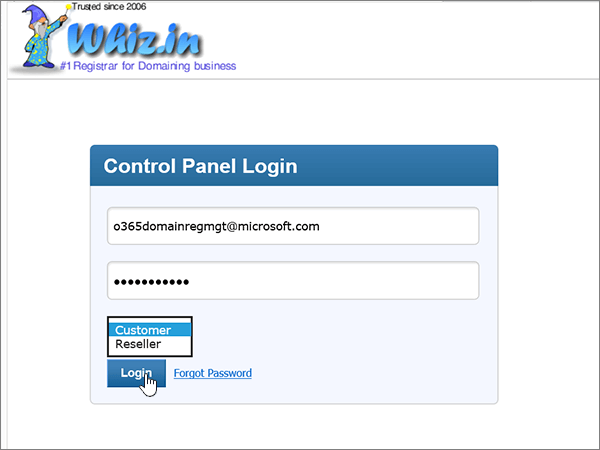 Trusted since 2006
Whiz.in
#1 Registrar for Domaining business
Control Panel Login
o365domainregmgt@microsoft.com
•••••••••••
Customer
Reseller
Login
Forgot Password